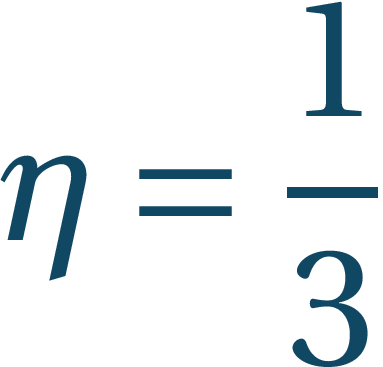 η = 1/3